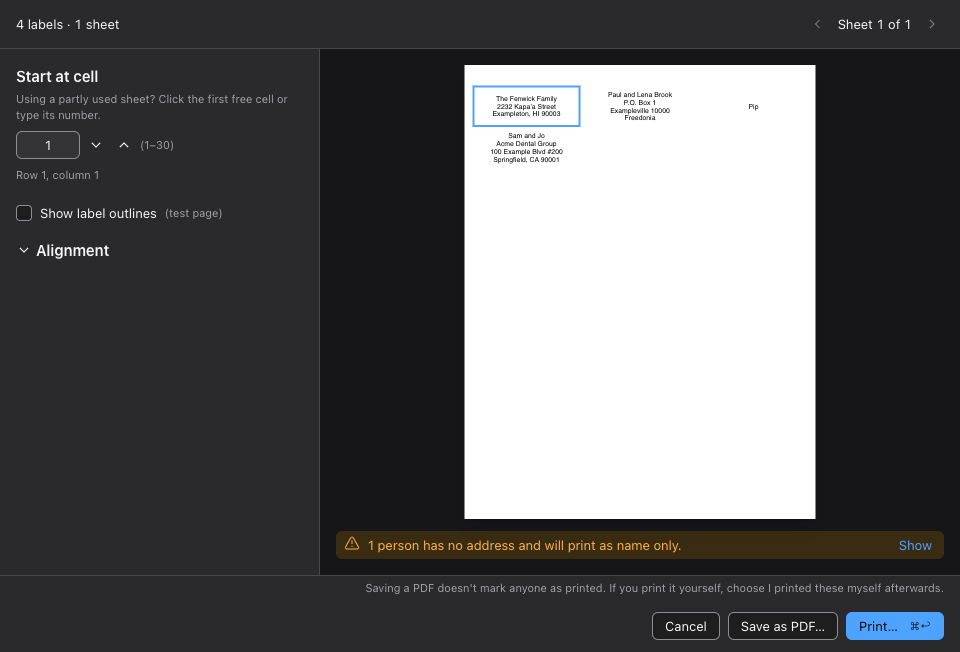 4 labels · 1 sheet
Sheet 1 of 1
Start at cell
Using a partly used sheet? Click the first free cell or
type its number.
1
(1–30)
Row 1, column 1
Show label outlines (test page)
Alignment
The Fenwick Family
2232 Kapa'a Street
Exampleton, HI 90003
Paul and Lena Brook
P.O. Box 1
Exampleville 10000
Freedonia
Pip
Sam and Jo
Acme Dental Group
100 Example Blvd #200
Springfield, CA 90001
1 person has no address and will print as name only.
Show
Saving a PDF doesn't mark anyone as printed. If you print it yourself, choose I printed these myself afterwards.
Cancel
Save as PDF...
Print... ⌘↩